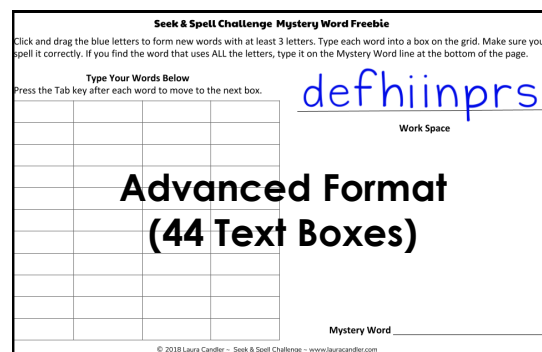 Seek & Spell Challenge Mystery Word Freebie
Click and drag the blue letters to form new words with at least 3 letters. Type each word into a box on the grid. Make sure you
spell it correctly. If you find the word that uses ALL the letters, type it on the Mystery Word line at the bottom of the page.
Type Your Words Below
Press the Tab key after each word to move to the next box.
defhiinprs
Work Space
Advanced Format
(44 Text Boxes)
Mystery Word
© 2018 Laura Candler ~ Seek & Spell Challenge ~ www.lauracandler.com